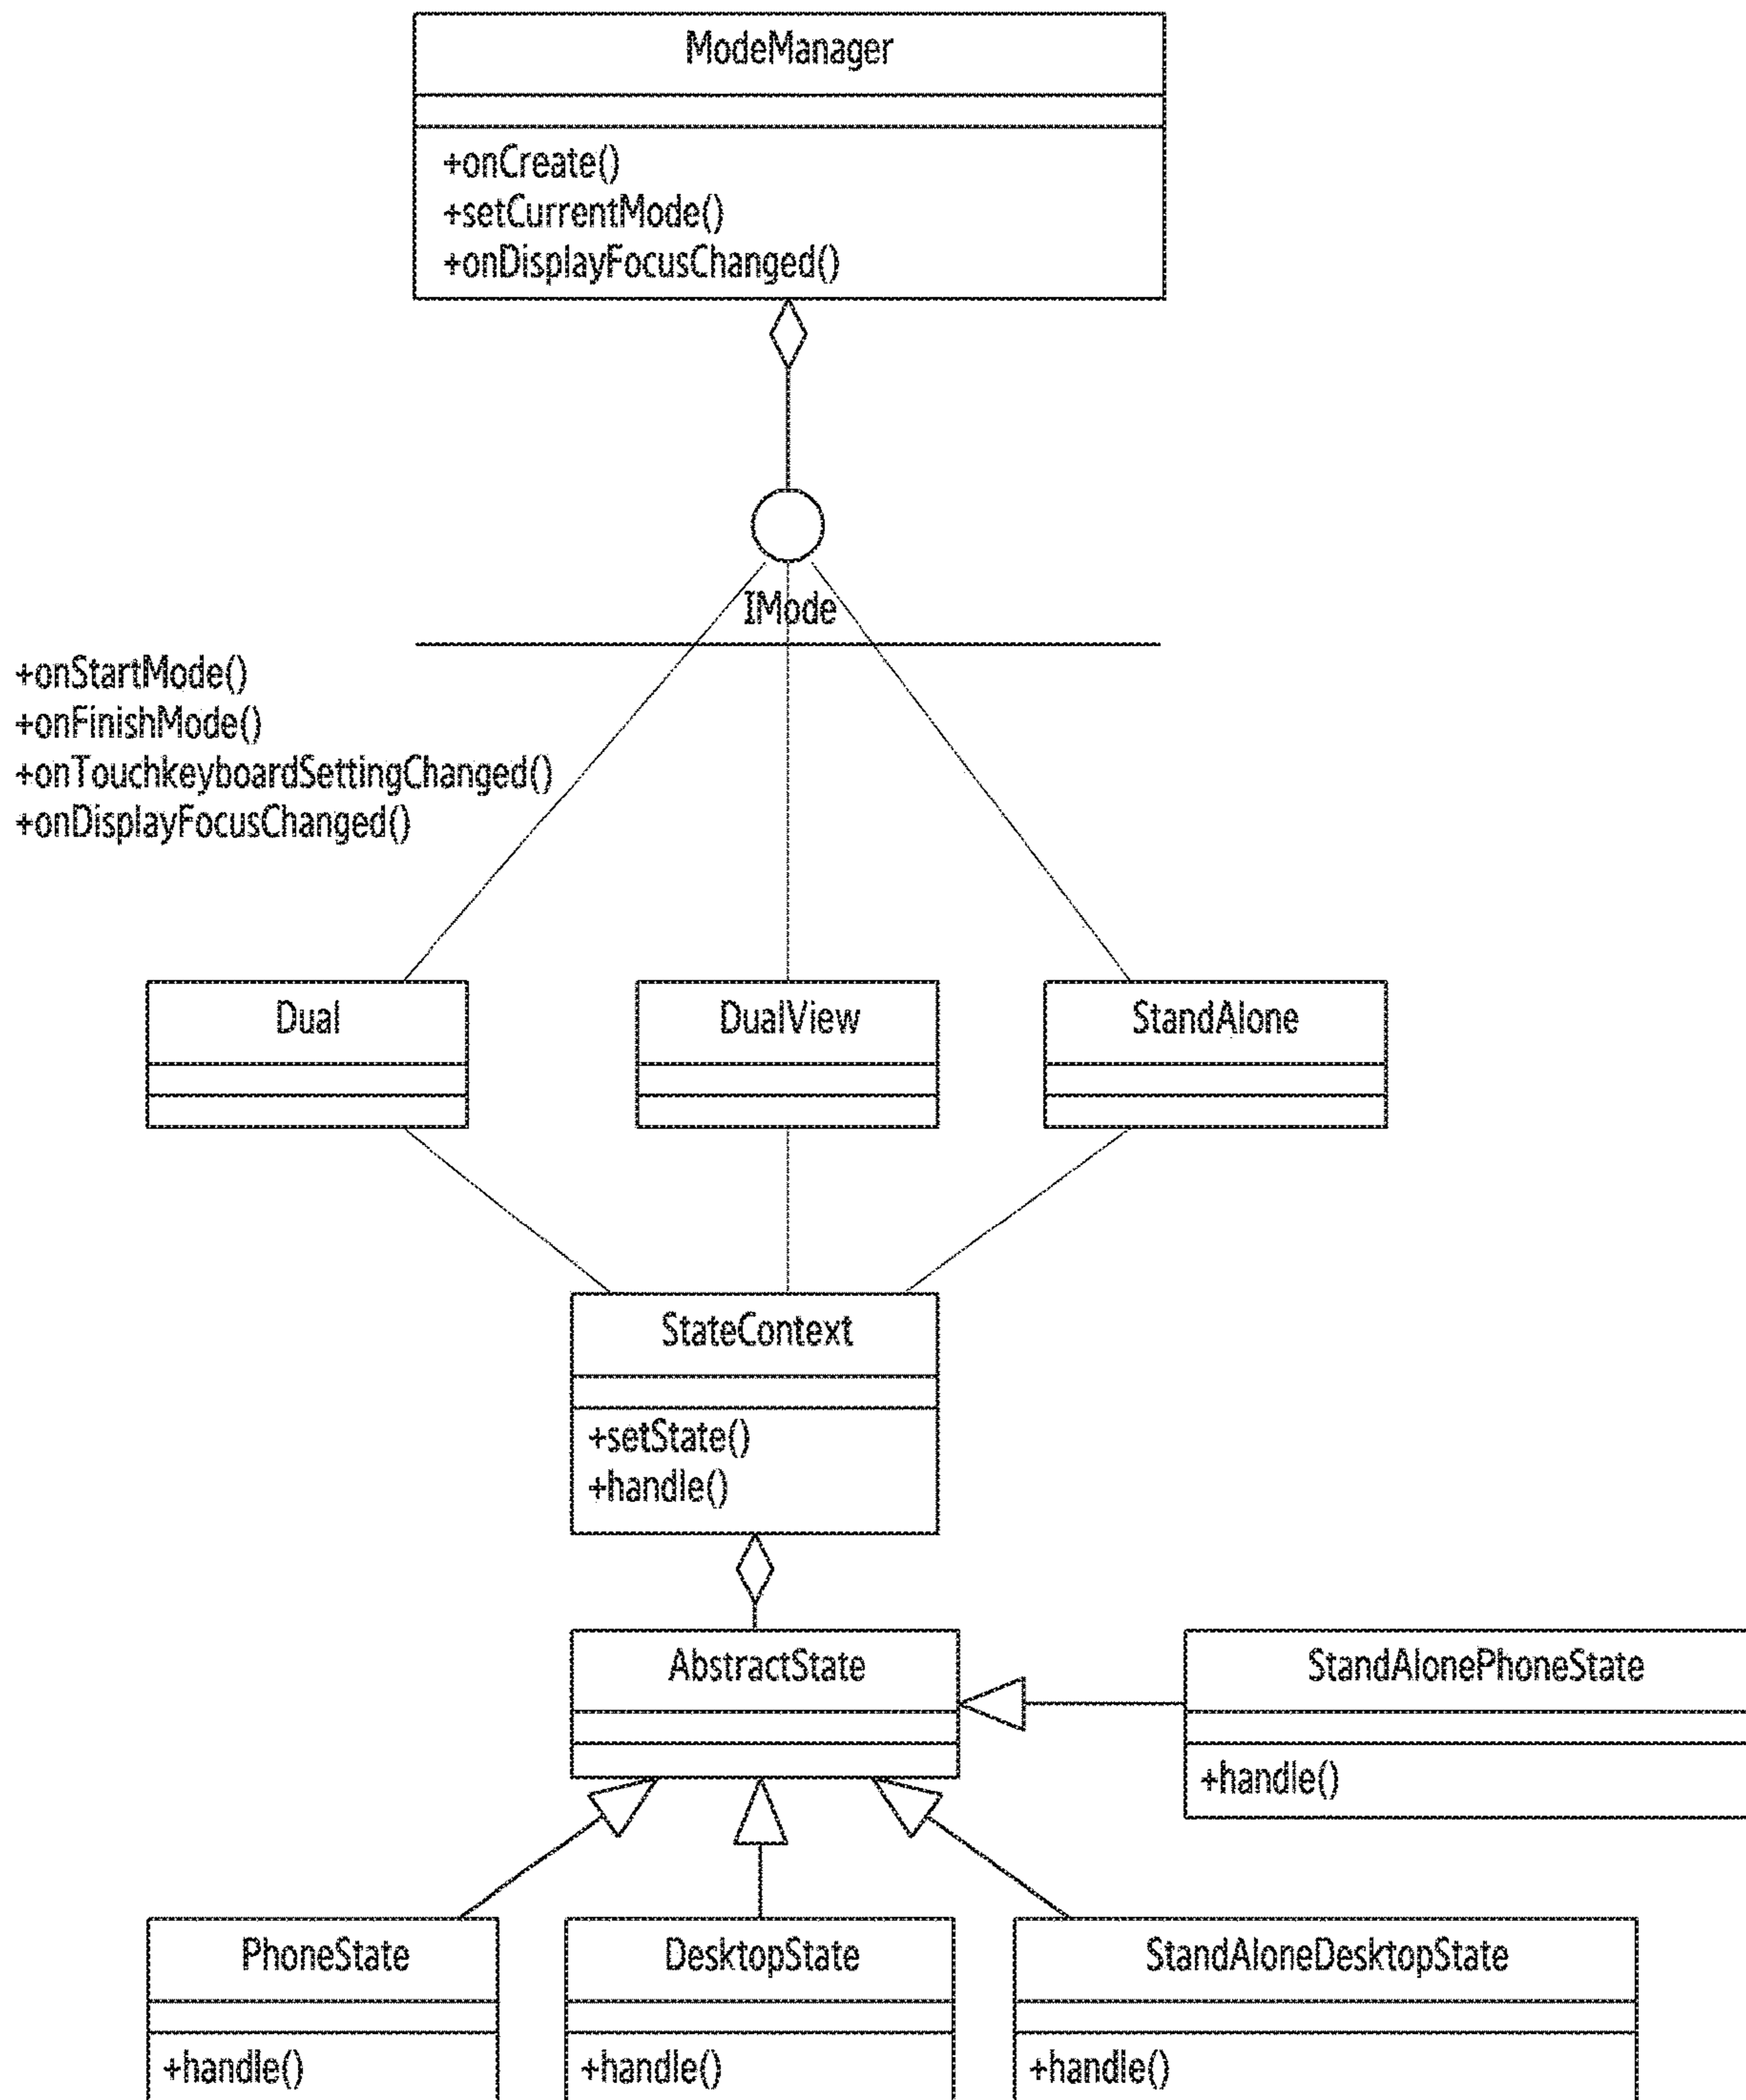 ModeManager
+onCreate()
+setCurrentMode()
+onDisplayFocusChanged()
IMode
+onStartMode()
+onFinishMode()
+onTouchkeyboardSettingChanged()
+onDisplayFocusChanged()
Dual
DualView
StandAlone
StateContext
+setState()
+handle()
AbstractState
StandAlonePhoneState
+handle()
PhoneState
DesktopState
StandAloneDesktopState
+handle()
+handle()
+handle()